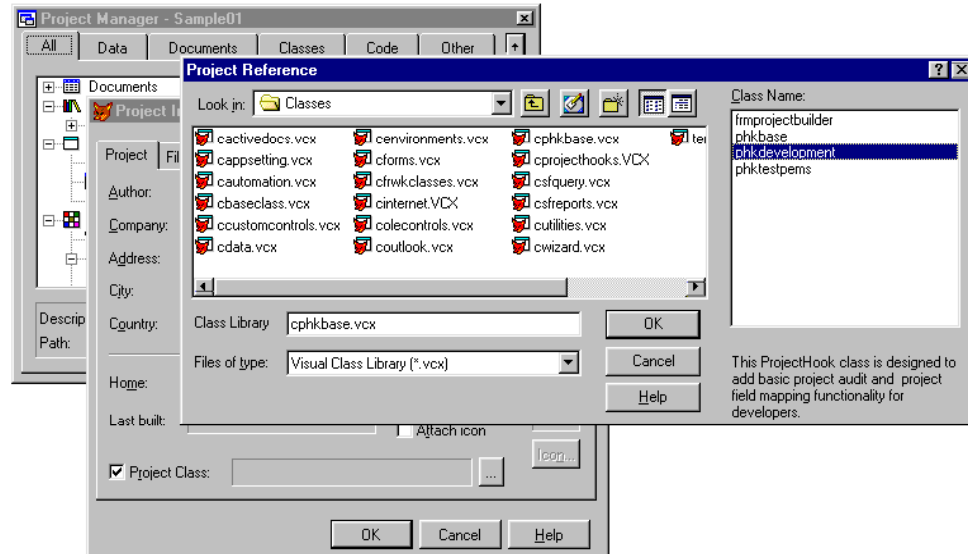 Project Manager - Sample01
All Data Documents Classes Code Other
Documents
Project
Author:
Company:
Address:
City:
Country:
Descrip
Path:
Home:
Last built:
Attach icon
Icon...
Project Class:
...
OK Cancel Help
Project Reference
Look in: Classes
cactivedocs.vcx cenvironments.vcx cphkbase.vcx
cappsetting.vcx cforms.vcx cprojecthooks.VCX
cautomation.vcx cfrwkclasses.vcx csfquery.vcx
cbaseclass.vcx cinternet.VCX csfreports.vcx
ccustomcontrols.vcx colecontrols.vcx cutilities.vcx
cdata.vcx coutlook.vcx cwizard.vcx
Class Library cphkbase.vcx
Files of type: Visual Class Library (*.vcx)
OK
Cancel
Help
Class Name:
frmprojectbuilder
phkbase
phkdevelopment
phktestpems
This ProjectHook class is designed to
add basic project audit and project
field mapping functionality for
developers.